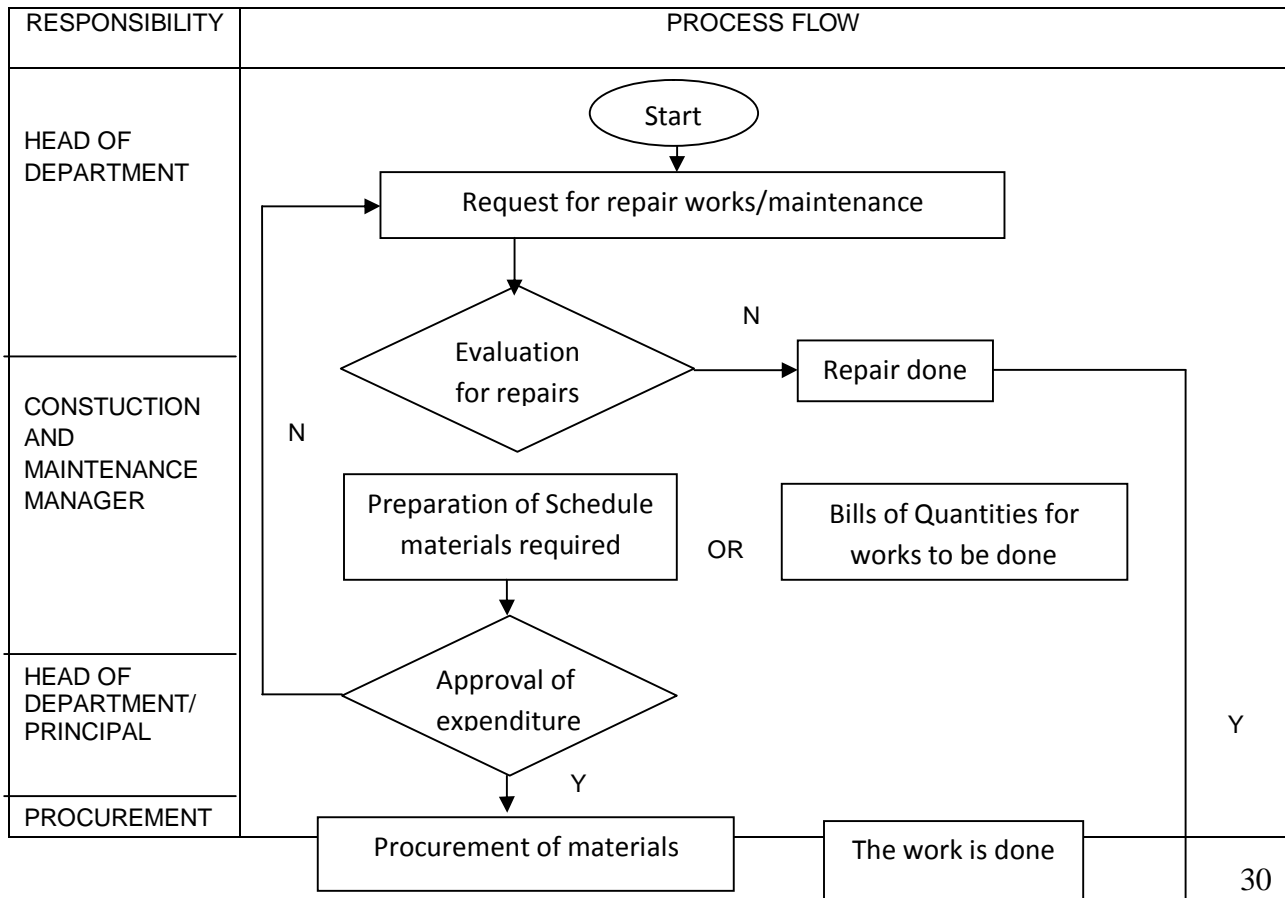 RESPONSIBILITY
PROCESS FLOW
HEAD OF
DEPARTMENT
Start
Request for repair works/maintenance
N
Evaluation
for repairs
Repair done
CONSTUCTION
AND
MAINTENANCE
MANAGER
N
Preparation of Schedule
materials required
OR
Bills of Quantities for
works to be done
HEAD OF
DEPARTMENT/
PRINCIPAL
Approval of
expenditure
Y
Y
PROCUREMENT
Procurement of materials
The work is done
30